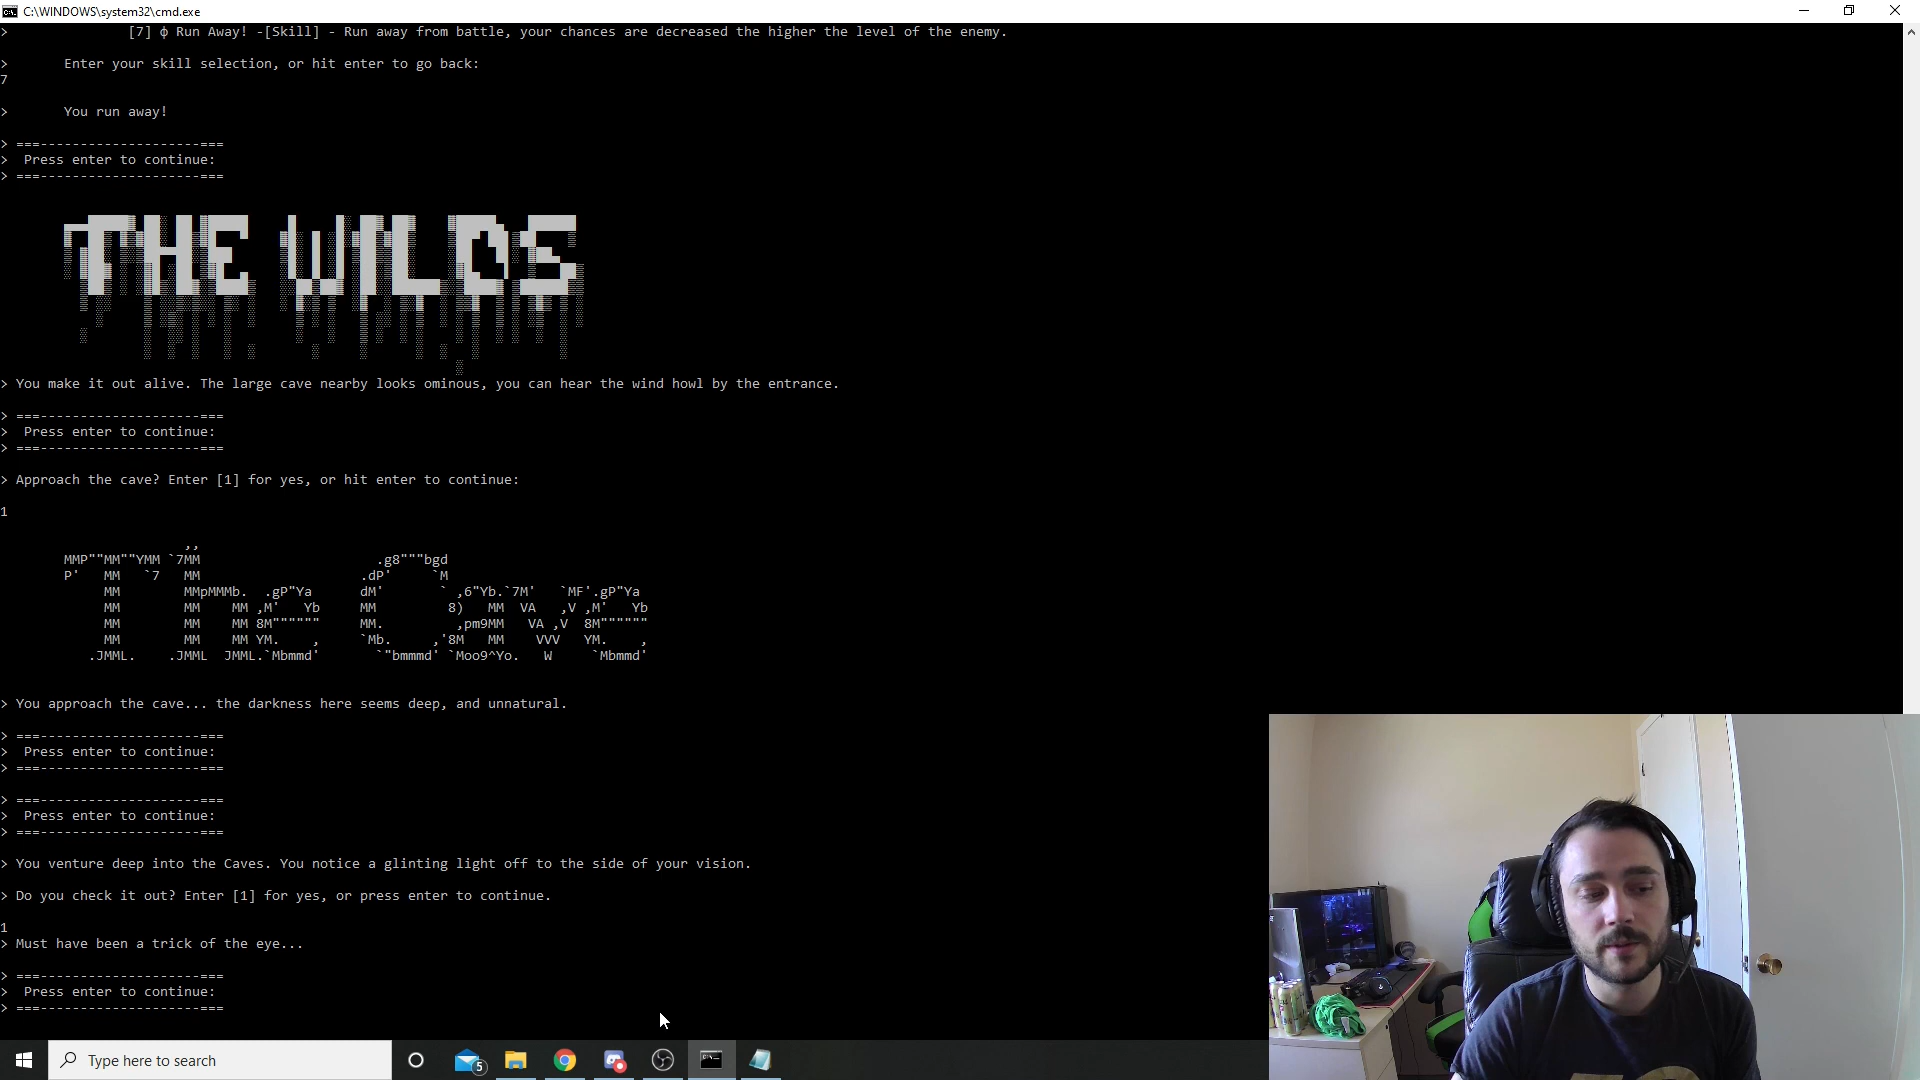 C:\WINDOWS\system32\cmd.exe
> [7] ϕ Run Away! -[Skill] - Run away from battle, your chances are decreased the higher the level of the enemy.
> Enter your skill selection, or hit enter to go back:
7
> You run away!
> ===--------------------===
> Press enter to continue:
> ===--------------------===
THE WILDS
> You make it out alive. The large cave nearby looks ominous, you can hear the wind howl by the entrance.
> ===--------------------===
> Press enter to continue:
> ===--------------------===
> Approach the cave? Enter [1] for yes, or hit enter to continue:
1
The Cave
> You approach the cave... the darkness here seems deep, and unnatural.
> ===--------------------===
> Press enter to continue:
> ===--------------------===
> ===--------------------===
> Press enter to continue:
> ===--------------------===
> You venture deep into the Caves. You notice a glinting light off to the side of your vision.
> Do you check it out? Enter [1] for yes, or press enter to continue.
1
> Must have been a trick of the eye...
> ===--------------------===
> Press enter to continue:
> ===--------------------===
Type here to search
5